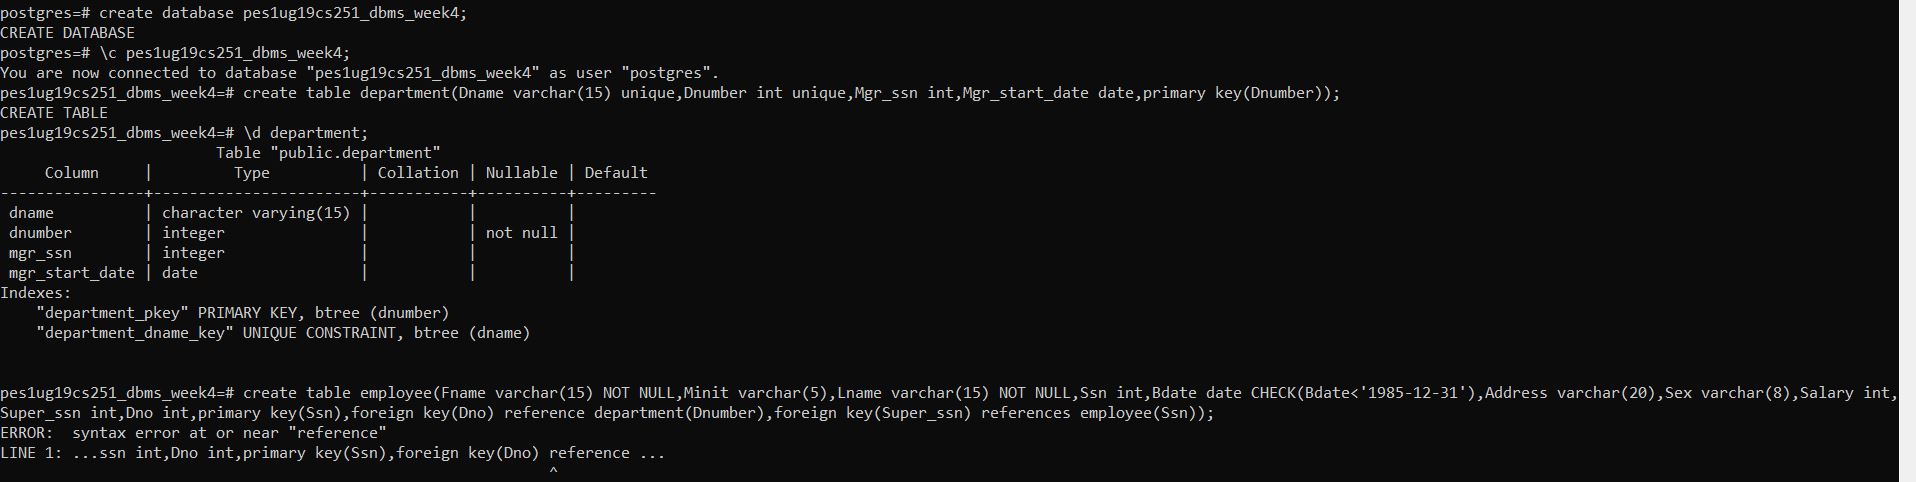 postgres=# create database pes1ug19cs251_dbms_week4;
CREATE DATABASE
postgres=# \c pes1ug19cs251_dbms_week4;
You are now connected to database "pes1ug19cs251_dbms_week4" as user "postgres".
pes1ug19cs251_dbms_week4=# create table department(Dname varchar(15) unique,Dnumber int unique,Mgr_ssn int,Mgr_start_date date,primary key(Dnumber));
CREATE TABLE
pes1ug19cs251_dbms_week4=# \d department;
                        Table "public.department"
     Column     |         Type          | Collation | Nullable | Default
----------------+-----------------------+-----------+----------+---------
 dname          | character varying(15) |           |          |
 dnumber        | integer               |           | not null |
 mgr_ssn        | integer               |           |          |
 mgr_start_date | date                  |           |          |
Indexes:
    "department_pkey" PRIMARY KEY, btree (dnumber)
    "department_dname_key" UNIQUE CONSTRAINT, btree (dname)
pes1ug19cs251_dbms_week4=# create table employee(Fname varchar(15) NOT NULL,Minit varchar(5),Lname varchar(15) NOT NULL,Ssn int,Bdate date CHECK(Bdate<'1985-12-31'),Address varchar(20),Sex varchar(8),Salary int,
Super_ssn int,Dno int,primary key(Ssn),foreign key(Dno) reference department(Dnumber),foreign key(Super_ssn) references employee(Ssn));
ERROR:  syntax error at or near "reference"
LINE 1: ...ssn int,Dno int,primary key(Ssn),foreign key(Dno) reference ...
                                                             ^